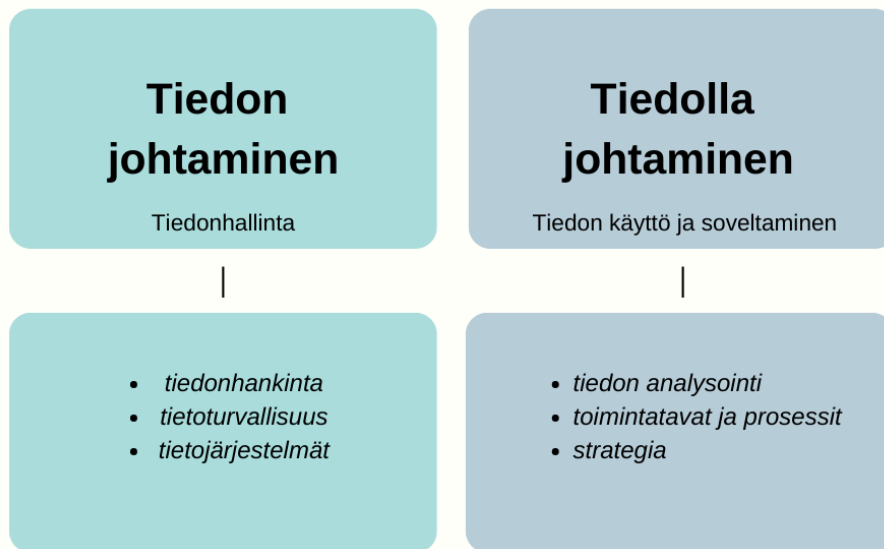 Tiedon
johtaminen
Tiedonhallinta
tiedonhankinta
tietoturvallisuus
tietojärjestelmät
Tiedolla
johtaminen
Tiedon käyttö ja soveltaminen
tiedon analysointi
toimintatavat ja prosessit
strategia